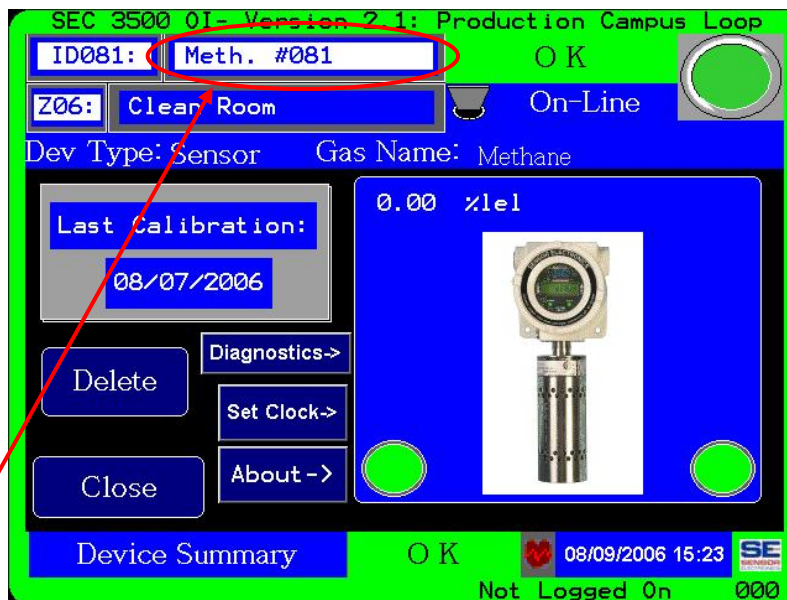 SEC 3500 OI- Version 2.1: Production Campus Loop
ID081: Meth. #081 OK
Z06: Clean Room On-Line
Dev Type: Sensor Gas Name: Methane
0.00 %lel
Last Calibration:
08/07/2006
Diagnostics->
Delete
Set Clock->
About->
Close
Device Summary OK 08/09/2006 15:23 SE
SENSOR
Not Logged On 000